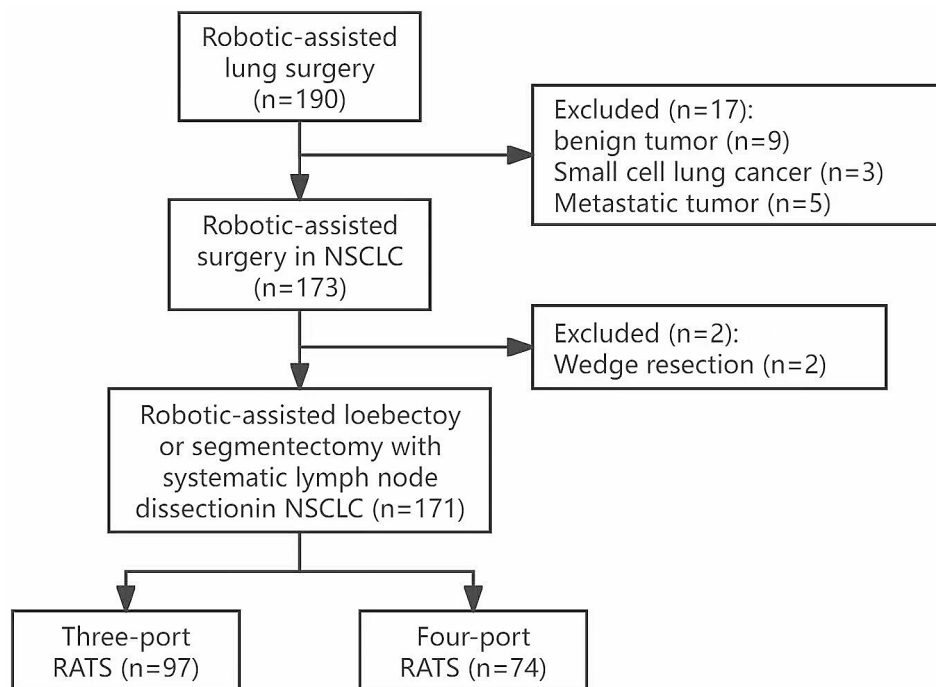 Robotic-assisted
lung surgery
(n=190)
Excluded (n=17):
benign tumor (n=9)
Small cell lung cancer (n=3)
Metastatic tumor (n=5)
Robotic-assisted
surgery in NSCLC
(n=173)
Excluded (n=2):
Wedge resection (n=2)
Robotic-assisted loebectoy
or segmentectomy with
systematic lymph node
dissectionin NSCLC (n=171)
Three-port
RATS (n=97)
Four-port
RATS (n=74)